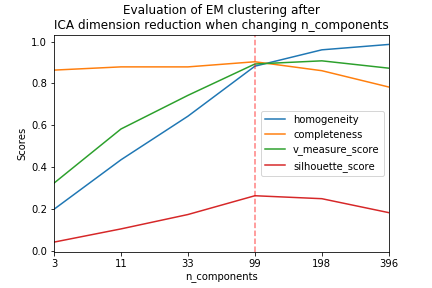 Evaluation of EM clustering after
ICA dimension reduction when changing n_components
1.0
0.8
0.6
0.4
0.2
0.0
Scores
homogeneity
completeness
v_measure_score
silhouette_score
3 11 33 99 198 396
n_components